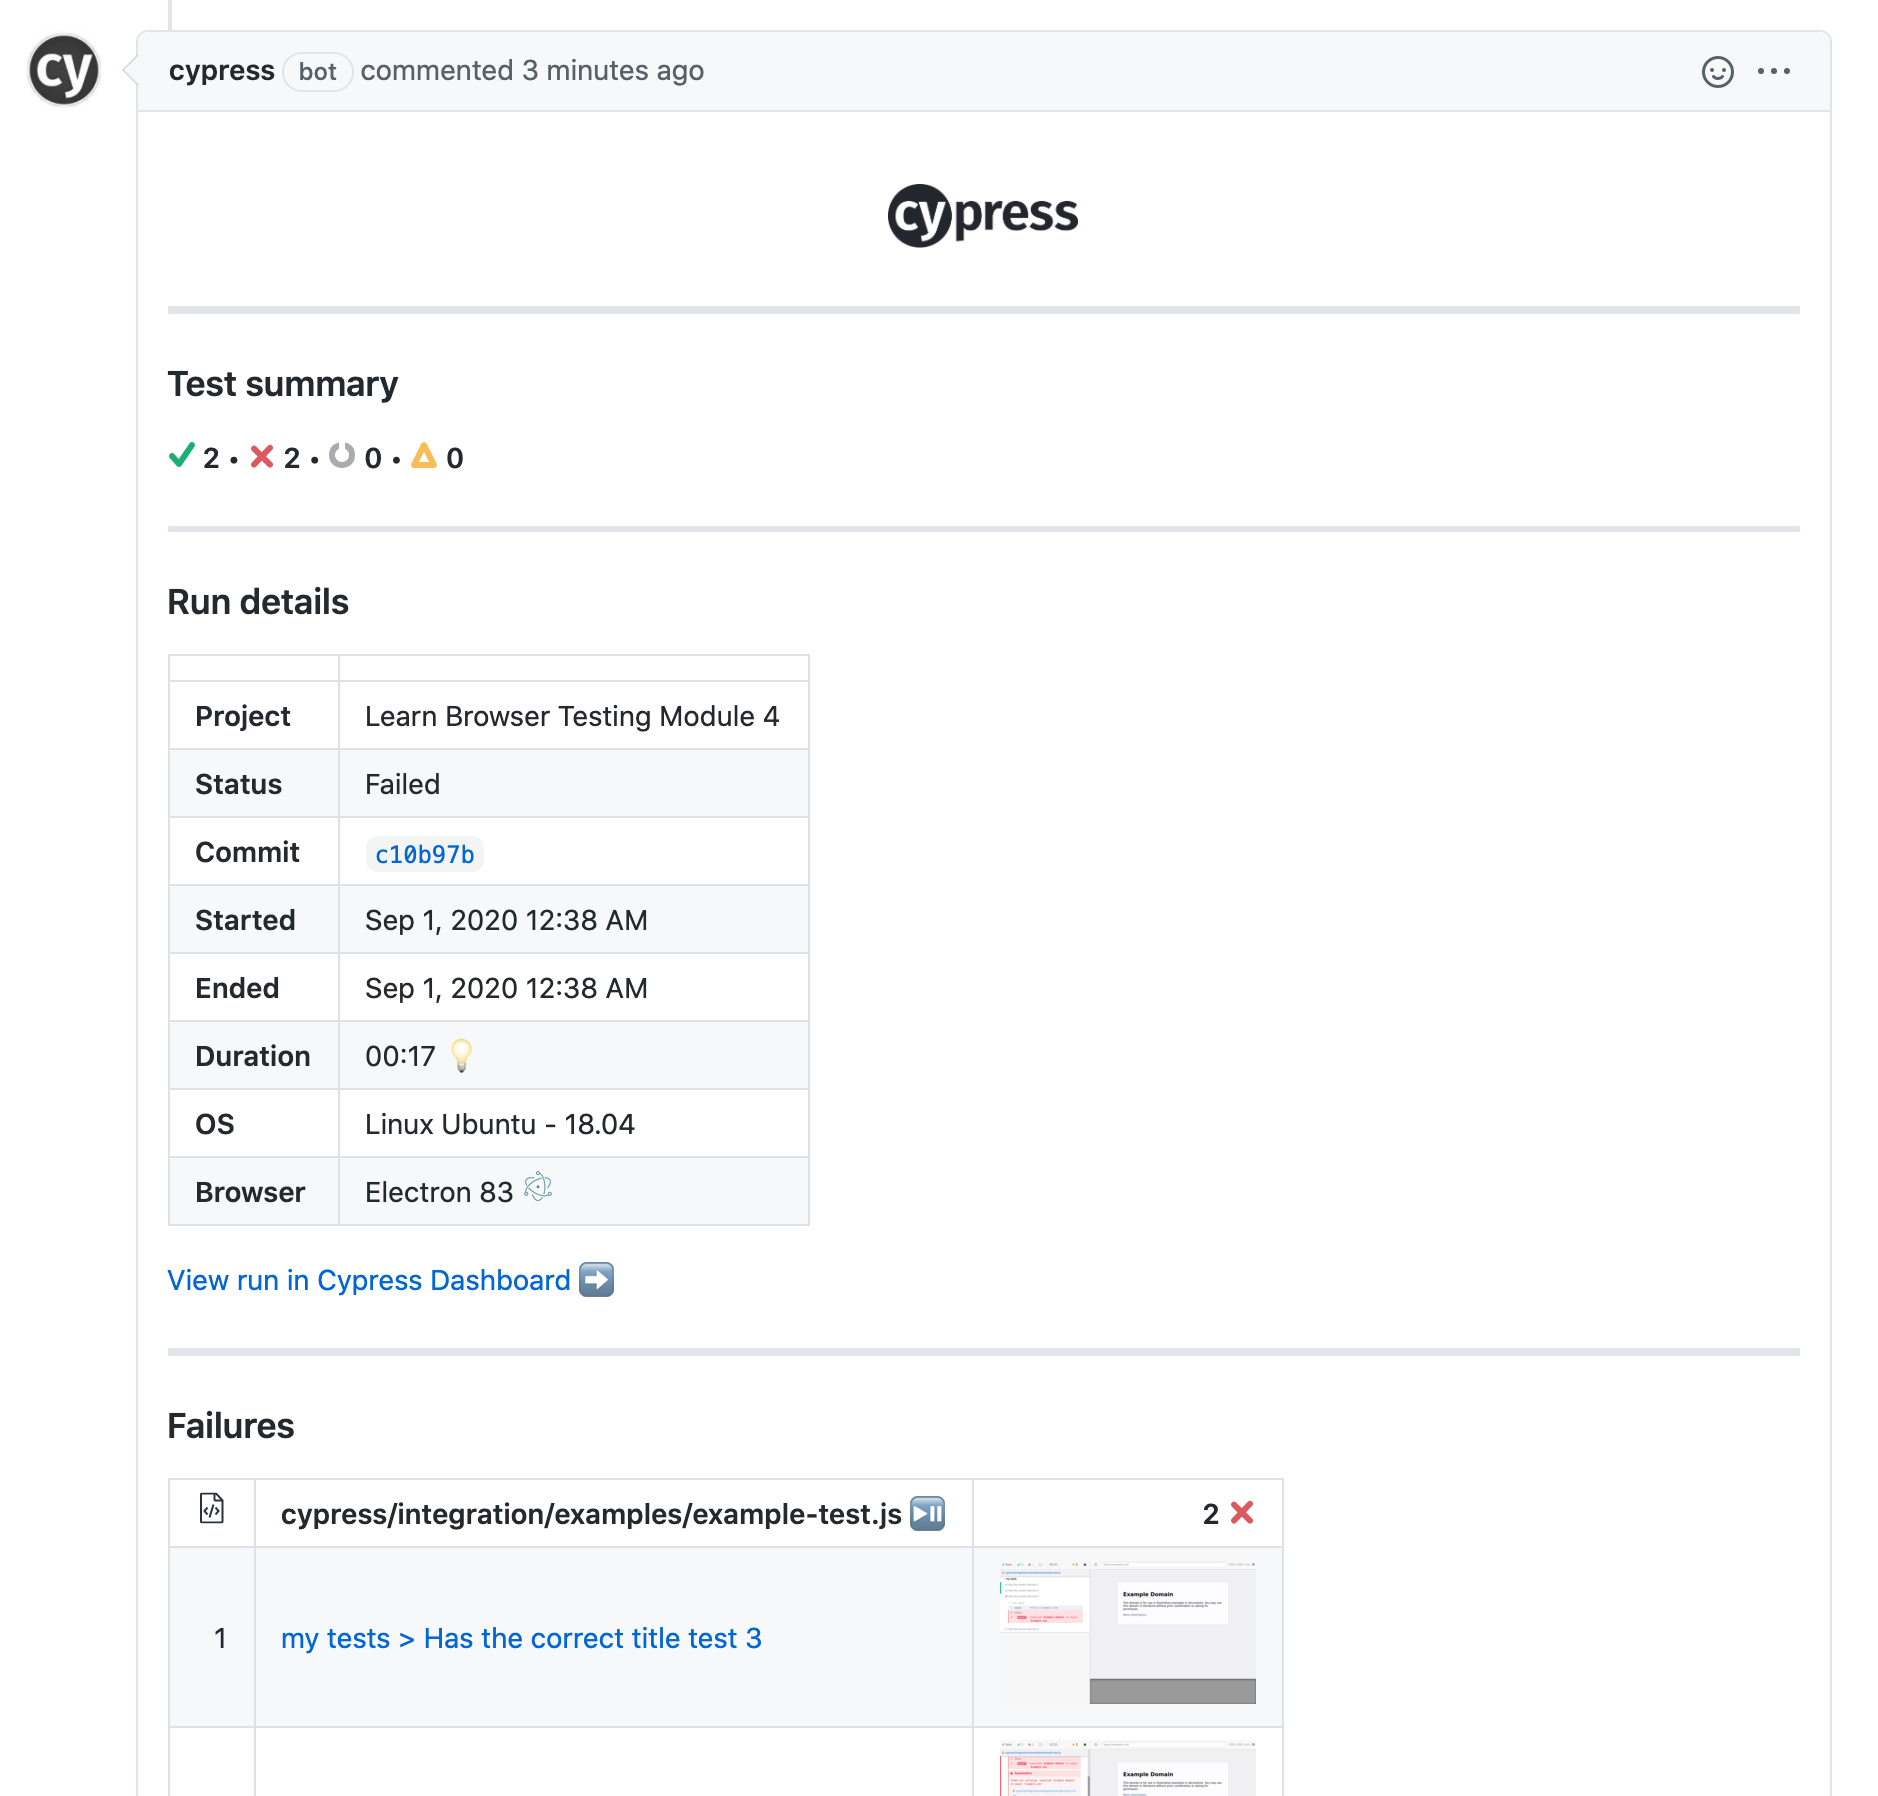 cy
cypress bot commented 3 minutes ago
cypress
Test summary
2 • 2 • 0 • 0
Run details
Project Learn Browser Testing Module 4
Status Failed
Commit c10b97b
Started Sep 1, 2020 12:38 AM
Ended Sep 1, 2020 12:38 AM
Duration 00:17
OS Linux Ubuntu - 18.04
Browser Electron 83
View run in Cypress Dashboard
Failures
cypress/integration/examples/example-test.js 2
1 my tests > Has the correct title test 3
Example Domain
Example Domain